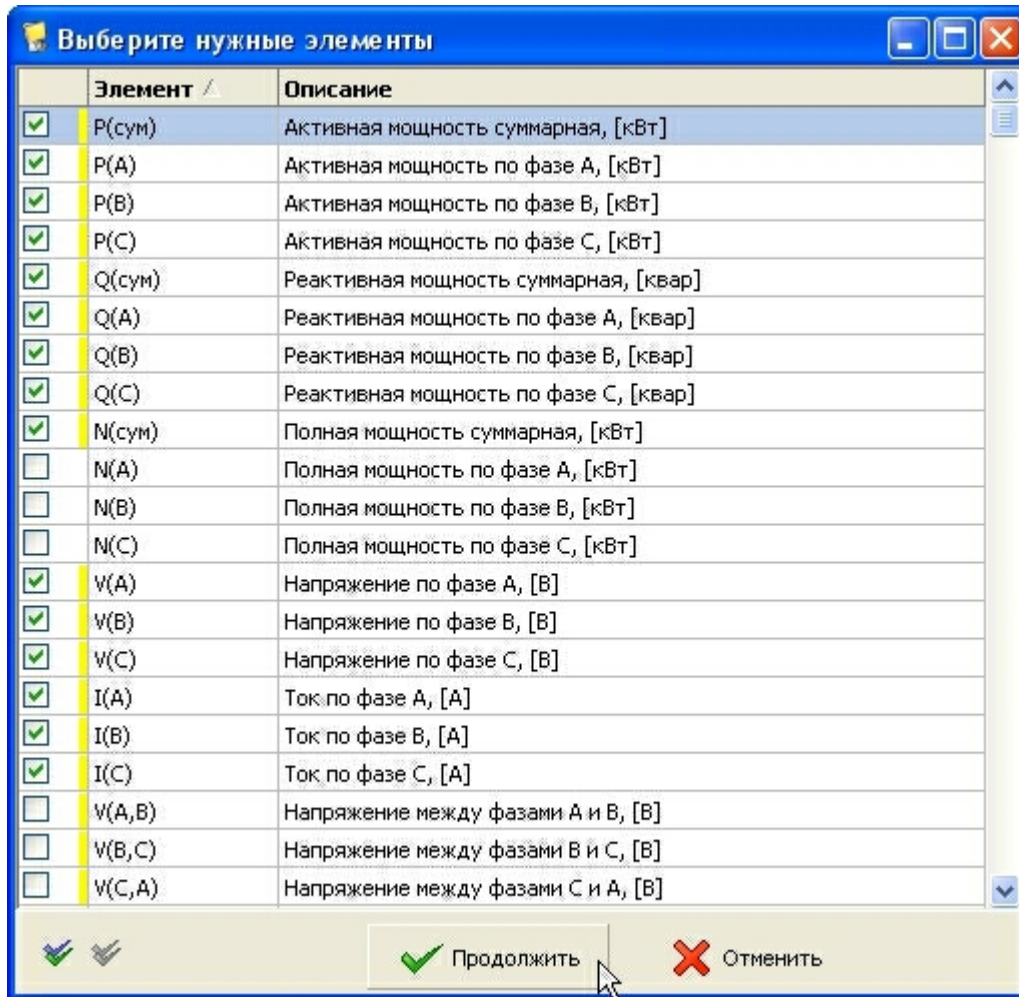 Выберите нужные элементы
Элемент Описание
P(сум) Активная мощность суммарная, [кВт]
P(A) Активная мощность по фазе A, [кВт]
P(B) Активная мощность по фазе B, [кВт]
P(C) Активная мощность по фазе C, [кВт]
Q(сум) Реактивная мощность суммарная, [квар]
Q(A) Реактивная мощность по фазе A, [квар]
Q(B) Реактивная мощность по фазе B, [квар]
Q(C) Реактивная мощность по фазе C, [квар]
N(сум) Полная мощность суммарная, [кВт]
N(A) Полная мощность по фазе A, [кВт]
N(B) Полная мощность по фазе B, [кВт]
N(C) Полная мощность по фазе C, [кВт]
V(A) Напряжение по фазе A, [В]
V(B) Напряжение по фазе B, [В]
V(C) Напряжение по фазе C, [В]
I(A) Ток по фазе A, [А]
I(B) Ток по фазе B, [А]
I(C) Ток по фазе C, [А]
V(A,B) Напряжение между фазами A и B, [В]
V(B,C) Напряжение между фазами B и C, [В]
V(C,A) Напряжение между фазами C и A, [В]
Продолжить Отменить